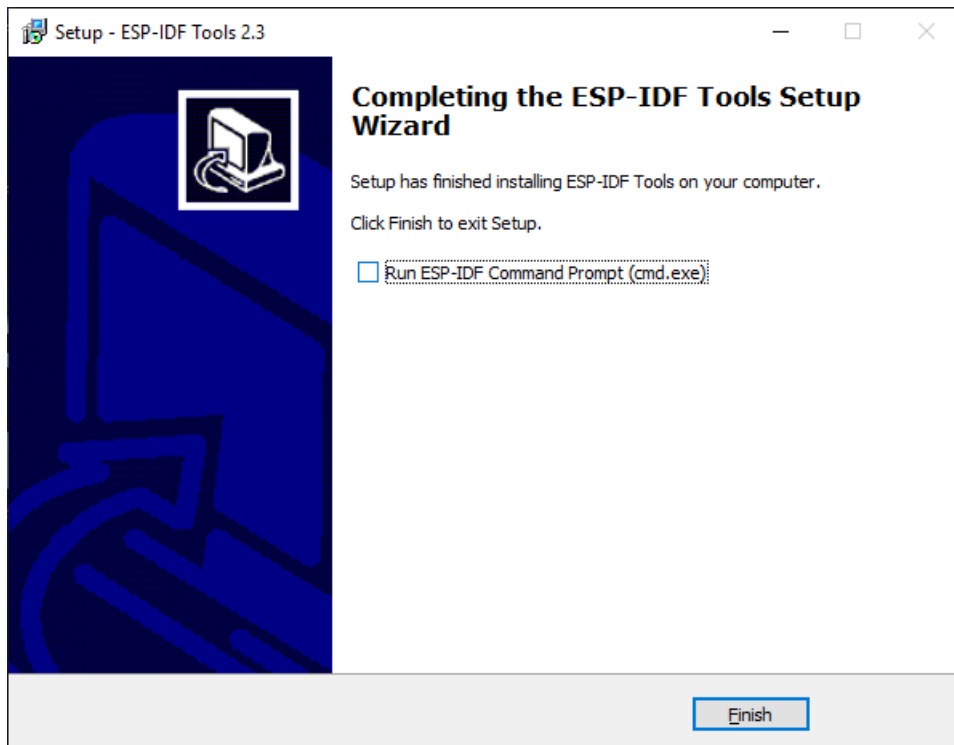 Setup - ESP-IDF Tools 2.3
Completing the ESP-IDF Tools Setup
Wizard
Setup has finished installing ESP-IDF Tools on your computer.
Click Finish to exit Setup.
Run ESP-IDF Command Prompt (cmd.exe)
Finish